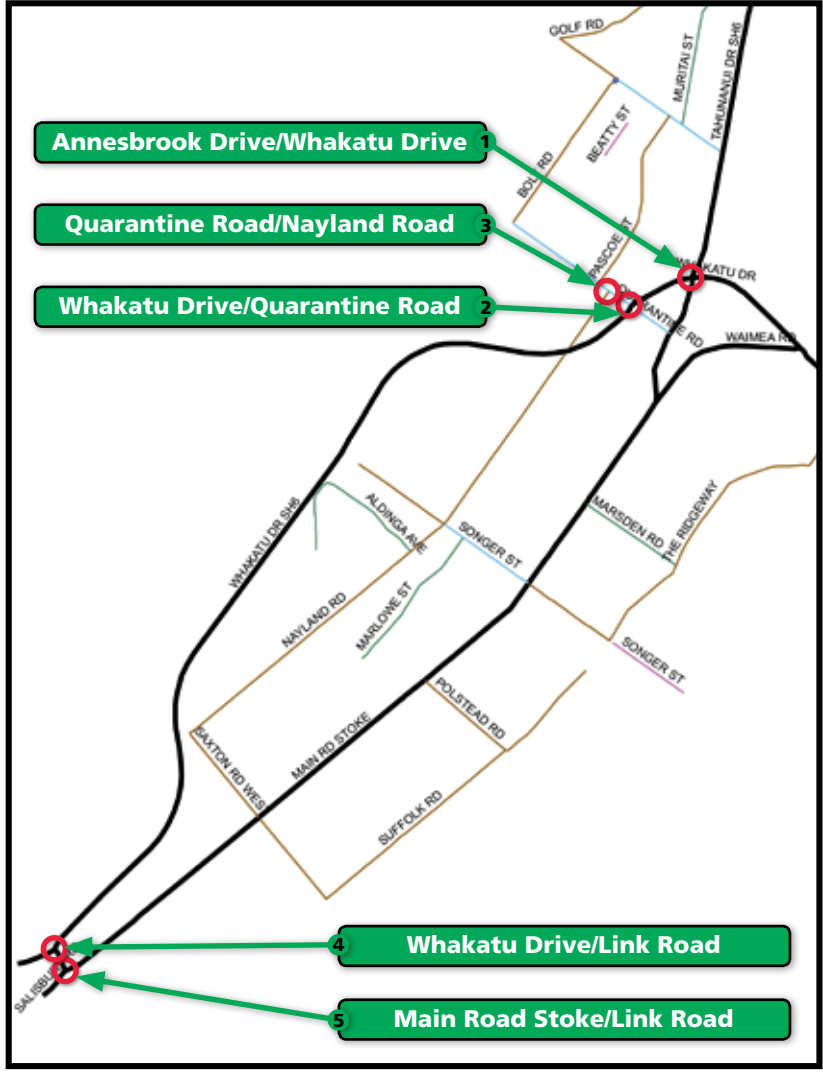 GOLF RD
MURITAI ST
TAHUNANUI DR SH6
BEATTY ST
Annesbrook Drive/Whakatu Drive 1
BOLT RD
Quarantine Road/Nayland Road 3
PASCOE ST
WHAKATU DR
Whakatu Drive/Quarantine Road 2
QUARANTINE RD
WAIMEA RD
WHAKATU DR SH6
ALDINGA AVE
SONGER ST
MARSDEN RD
THE RIDGEWAY
NAYLAND RD
MARLOWE ST
SONGER ST
POLSTEAD RD
SAXTON RD WES
MAIN RD STOKE
SUFFOLK RD
4 Whakatu Drive/Link Road
5 Main Road Stoke/Link Road